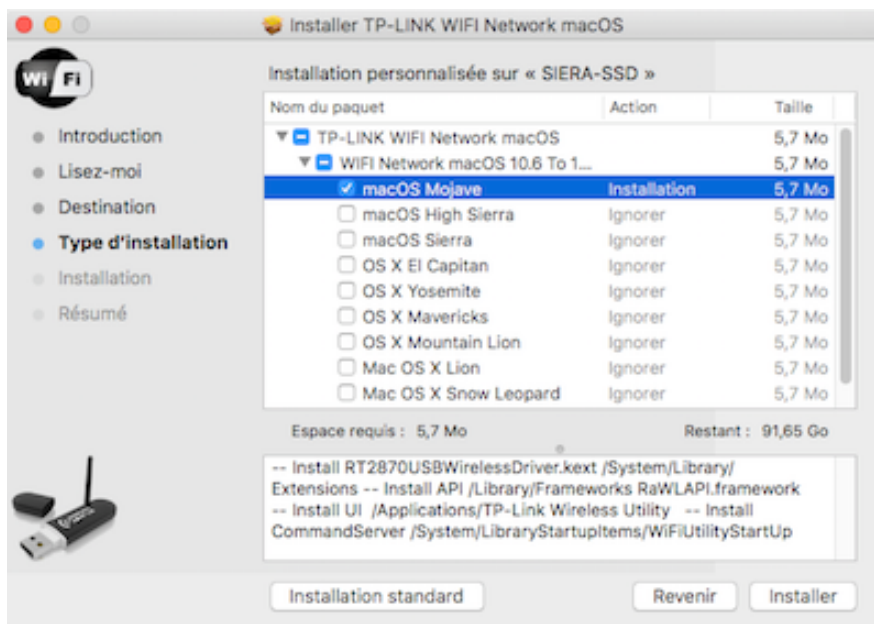 Installer TP-LINK WIFI Network macOS
Wi Fi
Installation personnalisée sur « SIERA-SSD »
Introduction
Lisez-moi
Destination
Type d'installation
Installation
Résumé
Nom du paquet Action Taille
TP-LINK WIFI Network macOS 5,7 Mo
WIFI Network macOS 10.6 To 1... 5,7 Mo
macOS Mojave Installation 5,7 Mo
macOS High Sierra Ignorer 5,7 Mo
macOS Sierra Ignorer 5,7 Mo
OS X El Capitan Ignorer 5,7 Mo
OS X Yosemite Ignorer 5,7 Mo
OS X Mavericks Ignorer 5,7 Mo
OS X Mountain Lion Ignorer 5,7 Mo
Mac OS X Lion Ignorer 5,7 Mo
Mac OS X Snow Leopard Ignorer 5,7 Mo
Espace requis : 5,7 Mo Restant : 91,65 Go
-- Install RT2870USBWirelessDriver.kext /System/Library/
Extensions -- Install API /Library/Frameworks RaWLAPI.framework
-- Install UI /Applications/TP-Link Wireless Utility -- Install
CommandServer /System/LibraryStartupItems/WiFiUtilityStartUp
Installation standard Revenir Installer